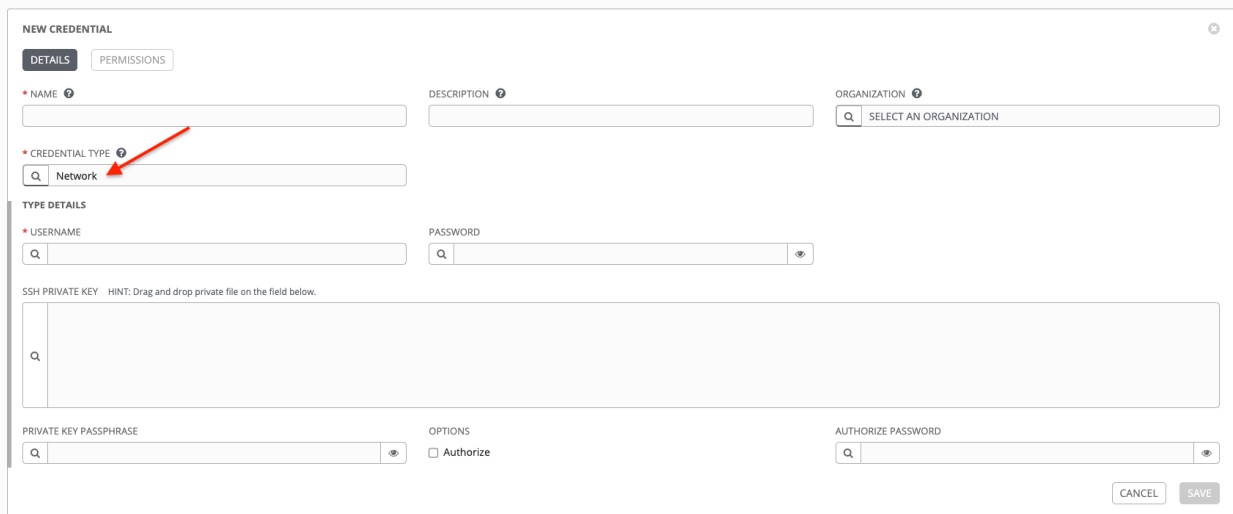 NEW CREDENTIAL
DETAILS PERMISSIONS
* NAME ? DESCRIPTION ? ORGANIZATION ?
SELECT AN ORGANIZATION
* CREDENTIAL TYPE ?
Network
TYPE DETAILS
* USERNAME PASSWORD
SSH PRIVATE KEY HINT: Drag and drop private file on the field below.
PRIVATE KEY PASSPHRASE OPTIONS AUTHORIZE PASSWORD
Authorize
CANCEL SAVE